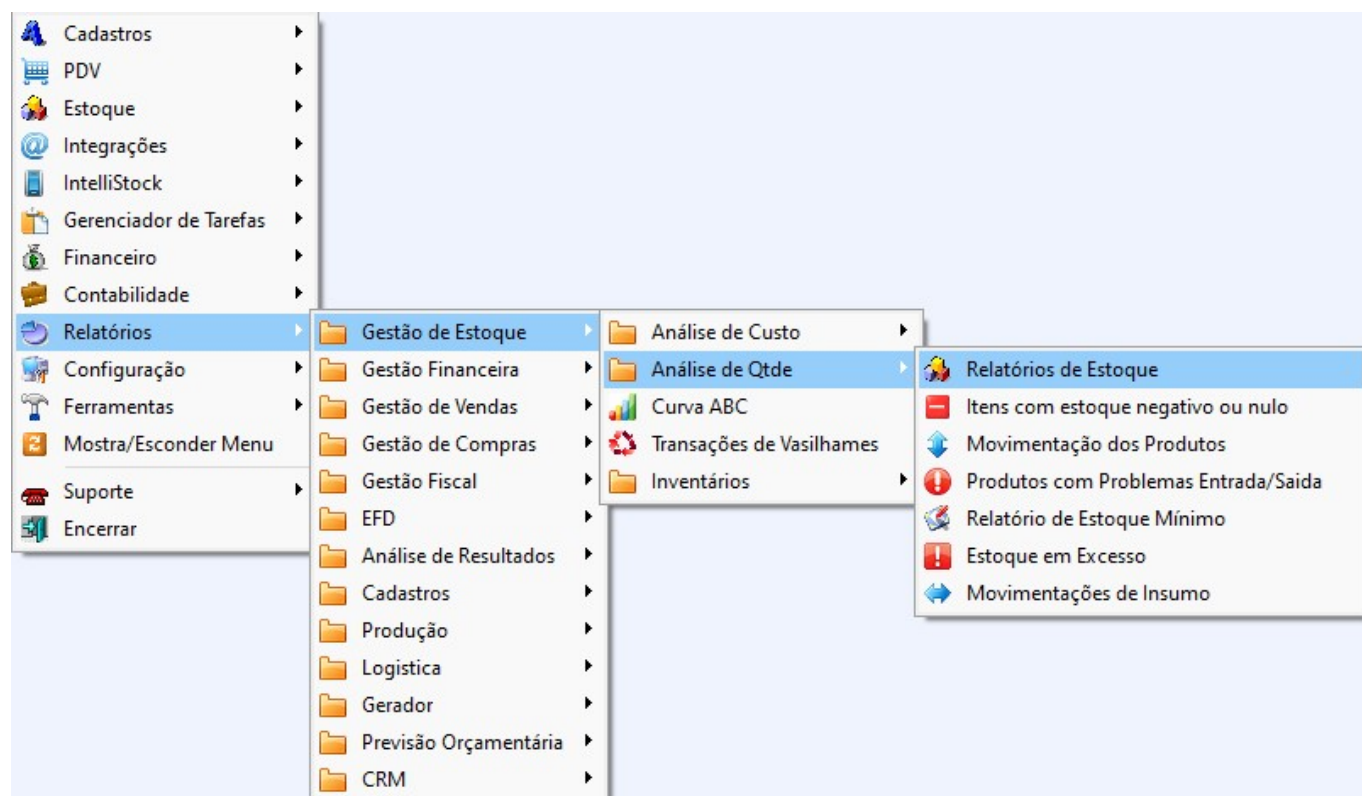 Cadastros
PDV
Estoque
Integrações
IntelliStock
Gerenciador de Tarefas
Financeiro
Contabilidade
Relatórios
Configuração
Ferramentas
Mostra/Esconder Menu
Suporte
Encerrar
Gestão de Estoque
Gestão Financeira
Gestão de Vendas
Gestão de Compras
Gestão Fiscal
EFD
Análise de Resultados
Cadastros
Produção
Logistica
Gerador
Previsão Orçamentária
CRM
Análise de Custo
Análise de Qtde
Curva ABC
Transações de Vasilhames
Inventários
Relatórios de Estoque
Itens com estoque negativo ou nulo
Movimentação dos Produtos
Produtos com Problemas Entrada/Saida
Relatório de Estoque Mínimo
Estoque em Excesso
Movimentações de Insumo